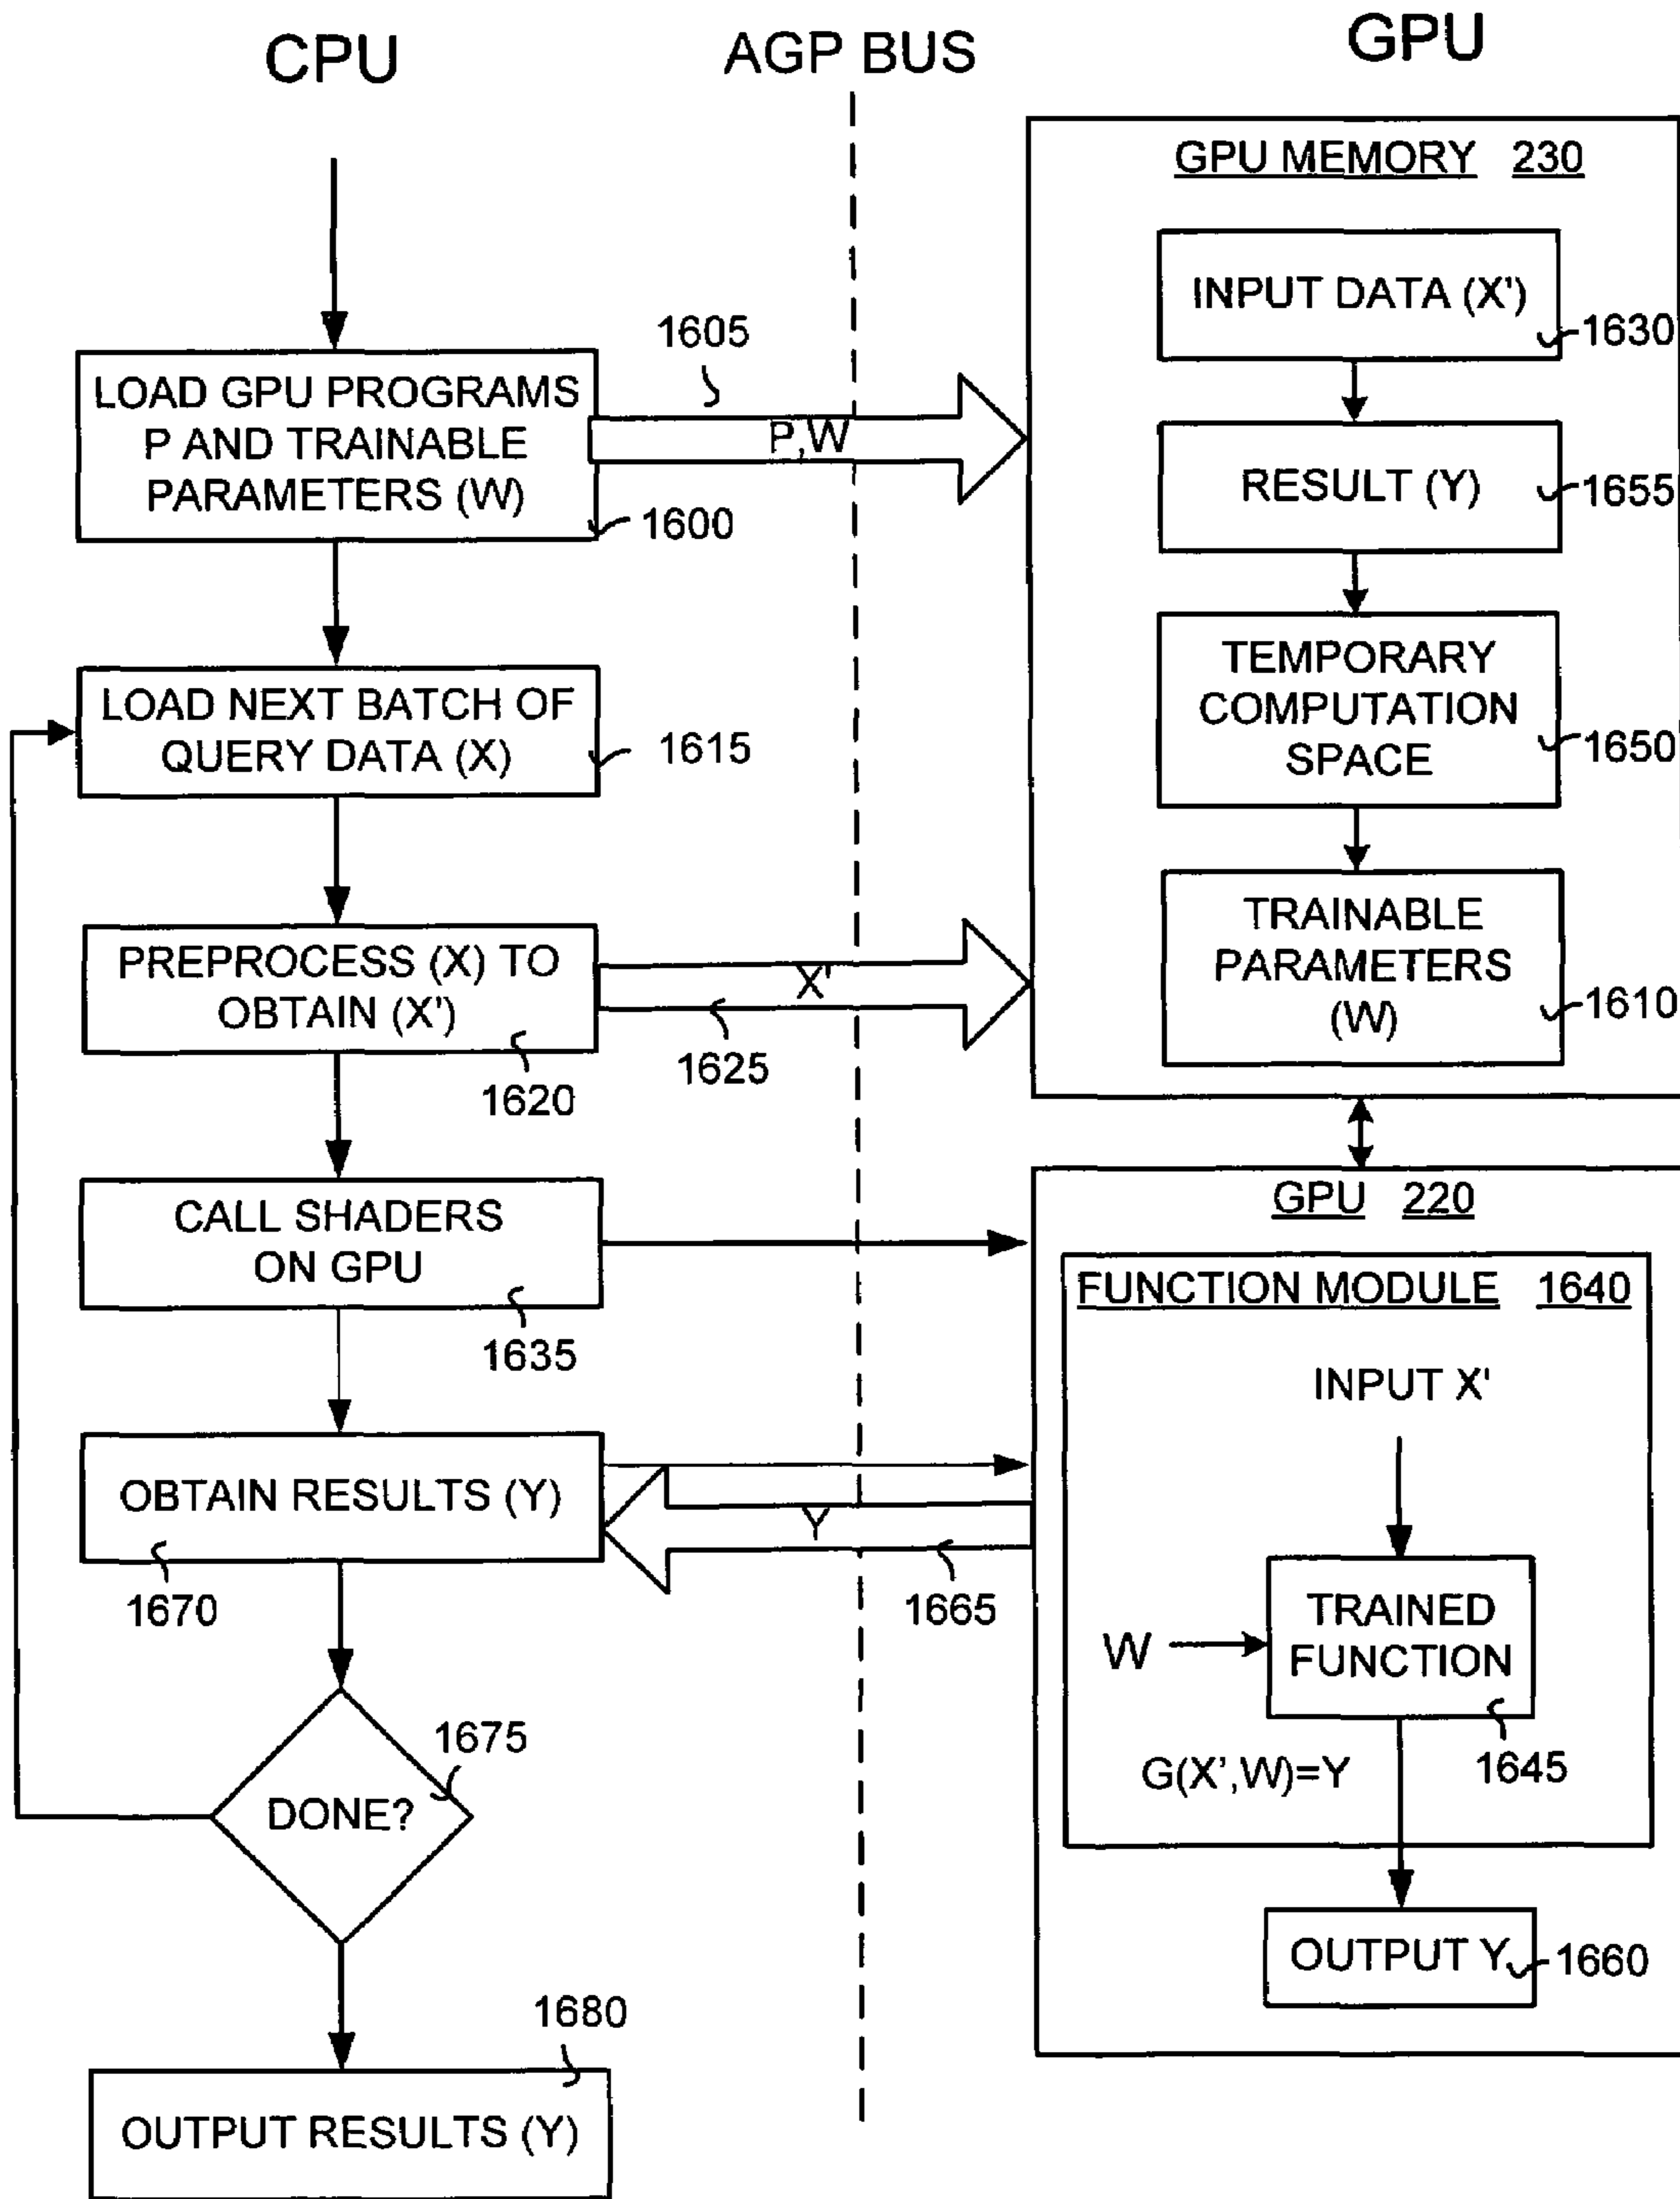 CPU
AGP BUS
GPU
LOAD GPU PROGRAMS
P AND TRAINABLE
PARAMETERS (W)
1600
1605
P,W
LOAD NEXT BATCH OF
QUERY DATA (X)
1615
PREPROCESS (X) TO
OBTAIN (X')
1620
X'
1625
CALL SHADERS
ON GPU
1635
OBTAIN RESULTS (Y)
1670
Y
1665
DONE?
1675
1680
OUTPUT RESULTS (Y)
GPU MEMORY 230
INPUT DATA (X')
1630
RESULT (Y)
1655
TEMPORARY
COMPUTATION
SPACE
1650
TRAINABLE
PARAMETERS
(W)
1610
GPU 220
FUNCTION MODULE 1640
INPUT X'
TRAINED
FUNCTION
W
1645
G(X',W)=Y
OUTPUT Y
1660